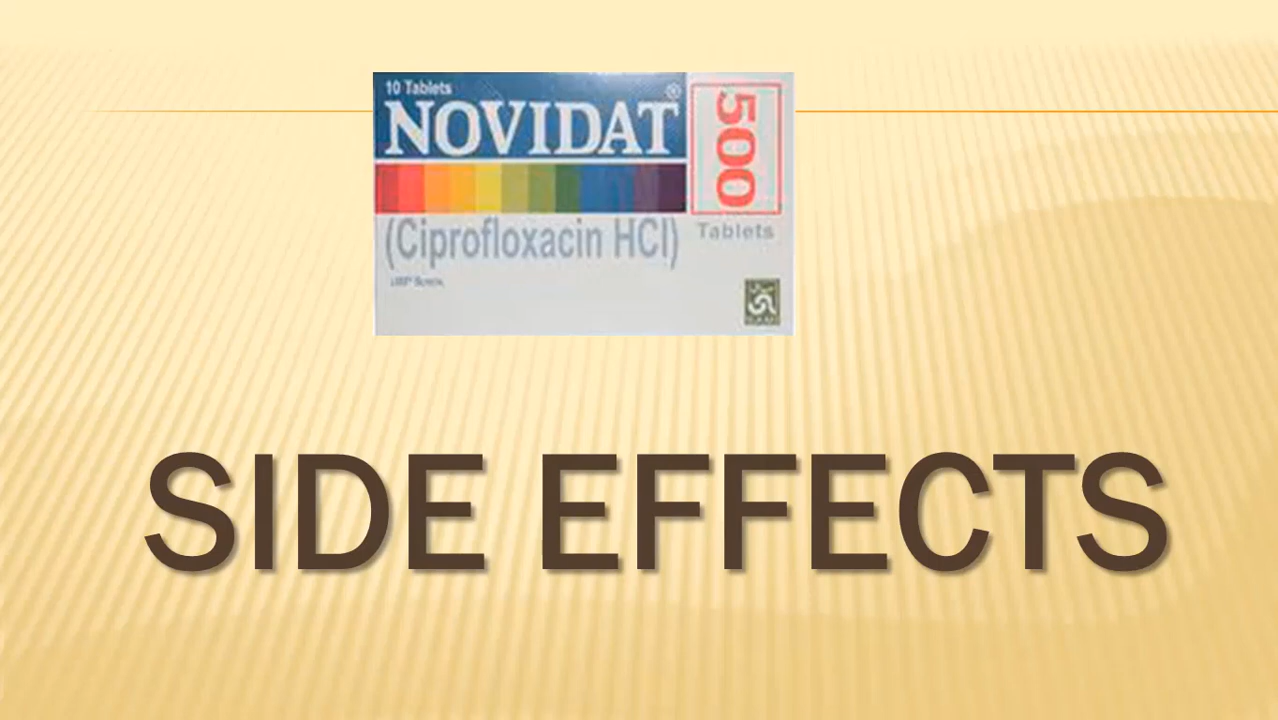 10 Tablets
NOVIDAT®
500
Tablets
(Ciprofloxacin HCl)
SIDE EFFECTS